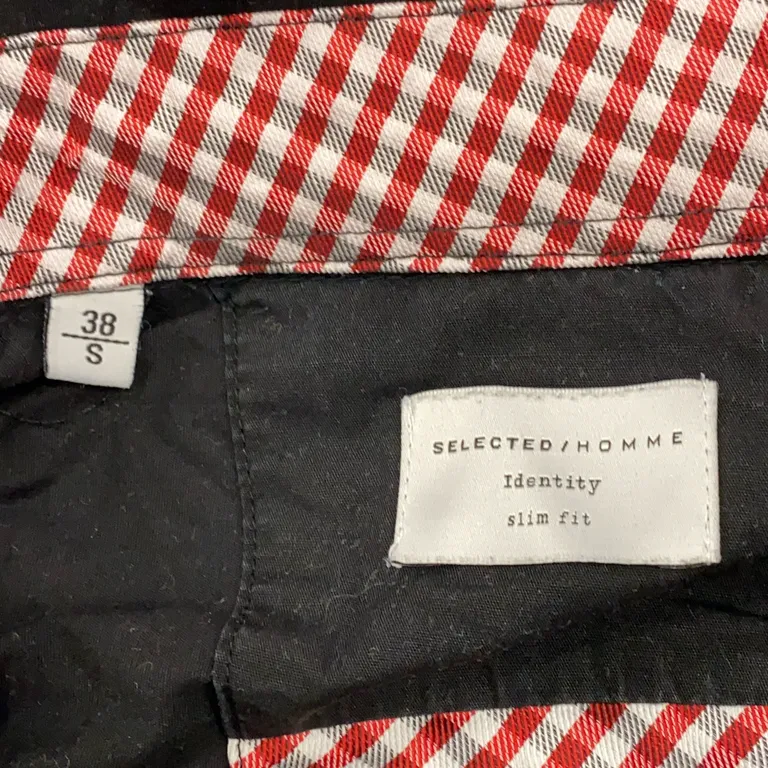 38
S
SELECTED/HOMME
Identity
slim fit